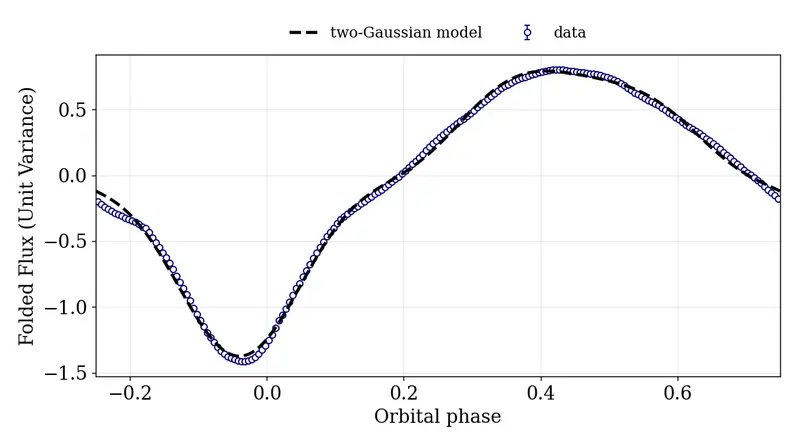 two-Gaussian model
data
Folded Flux (Unit Variance)
0.5
0.0
−0.5
−1.0
−1.5
−0.2
0.0
0.2
0.4
0.6
Orbital phase